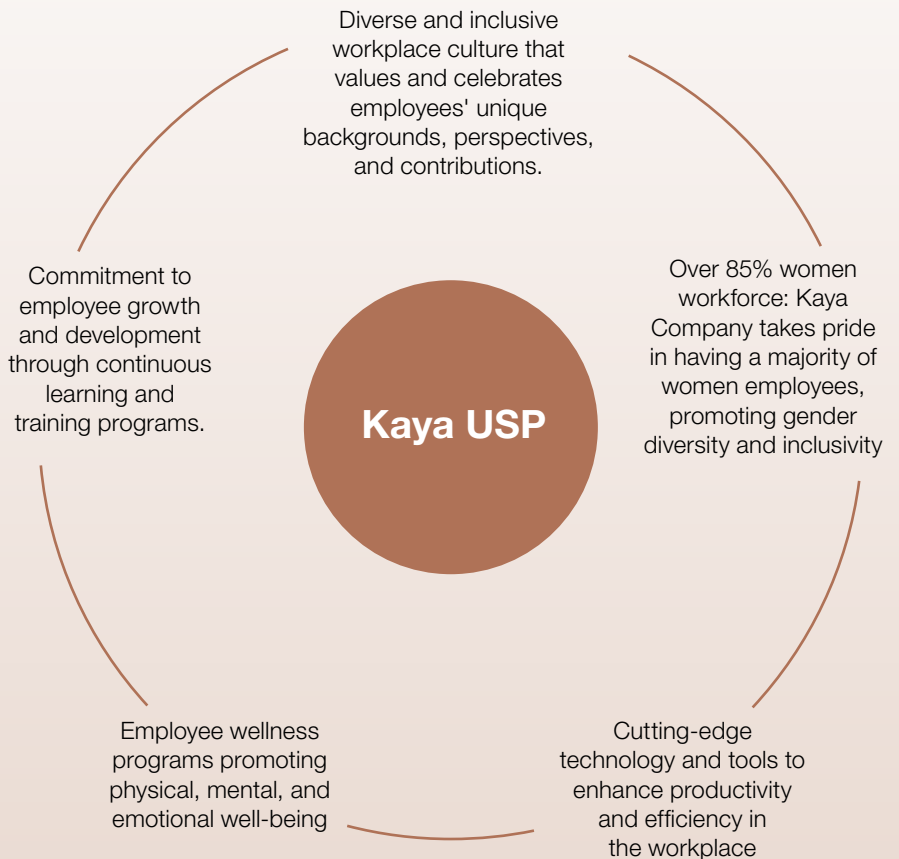 Diverse and inclusive
workplace culture that
values and celebrates
employees' unique
backgrounds, perspectives,
and contributions.
Over 85% women
workforce: Kaya
Company takes pride
in having a majority of
women employees,
promoting gender
diversity and inclusivity
Cutting-edge
technology and tools to
enhance productivity
and efficiency in
the workplace
Employee wellness
programs promoting
physical, mental, and
emotional well-being
Commitment to
employee growth
and development
through continuous
learning and
training programs.
Kaya USP